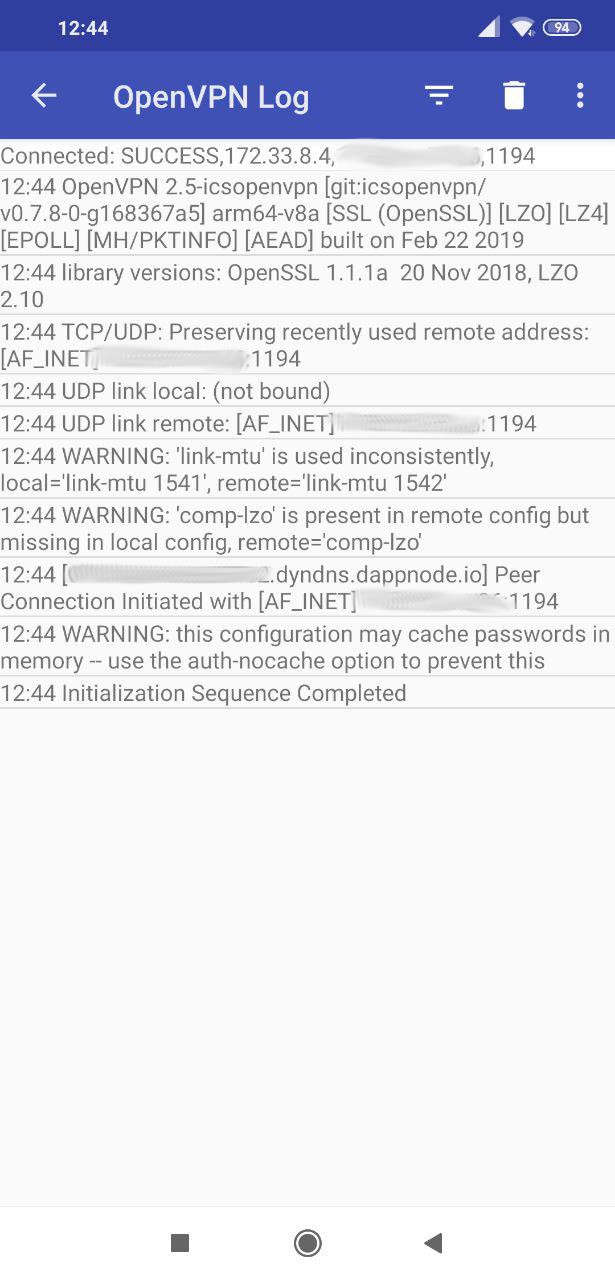 12:44
94
OpenVPN Log
Connected: SUCCESS,172.33.8.4, ,1194
12:44 OpenVPN 2.5-icsopenvpn [git:icsopenvpn/
v0.7.8-0-g168367a5] arm64-v8a [SSL (OpenSSL)] [LZO] [LZ4]
[EPOLL] [MH/PKTINFO] [AEAD] built on Feb 22 2019
12:44 library versions: OpenSSL 1.1.1a  20 Nov 2018, LZO
2.10
12:44 TCP/UDP: Preserving recently used remote address:
[AF_INET] :1194
12:44 UDP link local: (not bound)
12:44 UDP link remote: [AF_INET] :1194
12:44 WARNING: 'link-mtu' is used inconsistently,
local='link-mtu 1541', remote='link-mtu 1542'
12:44 WARNING: 'comp-lzo' is present in remote config but
missing in local config, remote='comp-lzo'
12:44 [ .dyndns.dappnode.io] Peer
Connection Initiated with [AF_INET] :1194
12:44 WARNING: this configuration may cache passwords in
memory -- use the auth-nocache option to prevent this
12:44 Initialization Sequence Completed